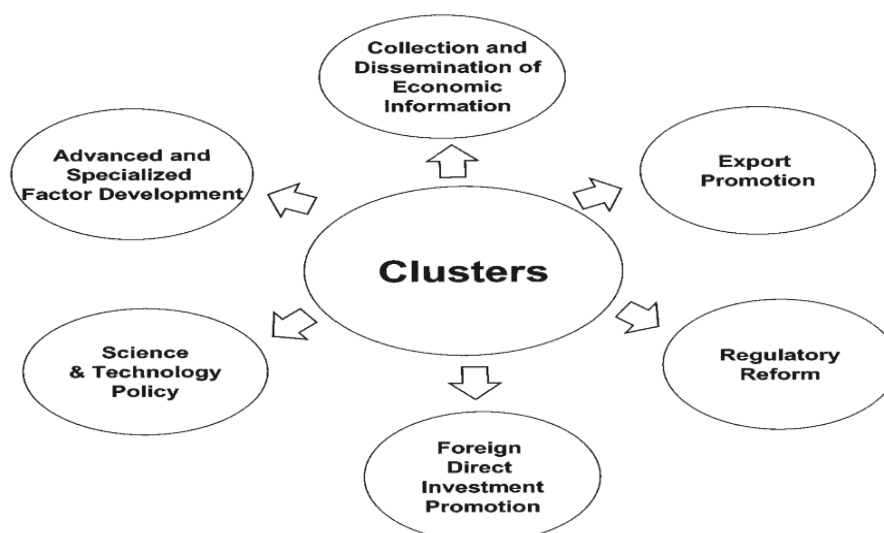 Collection and
Dissemination of
Economic
Information
Advanced and
Specialized
Factor Development
Export
Promotion
Clusters
Science
& Technology
Policy
Regulatory
Reform
Foreign
Direct
Investment
Promotion